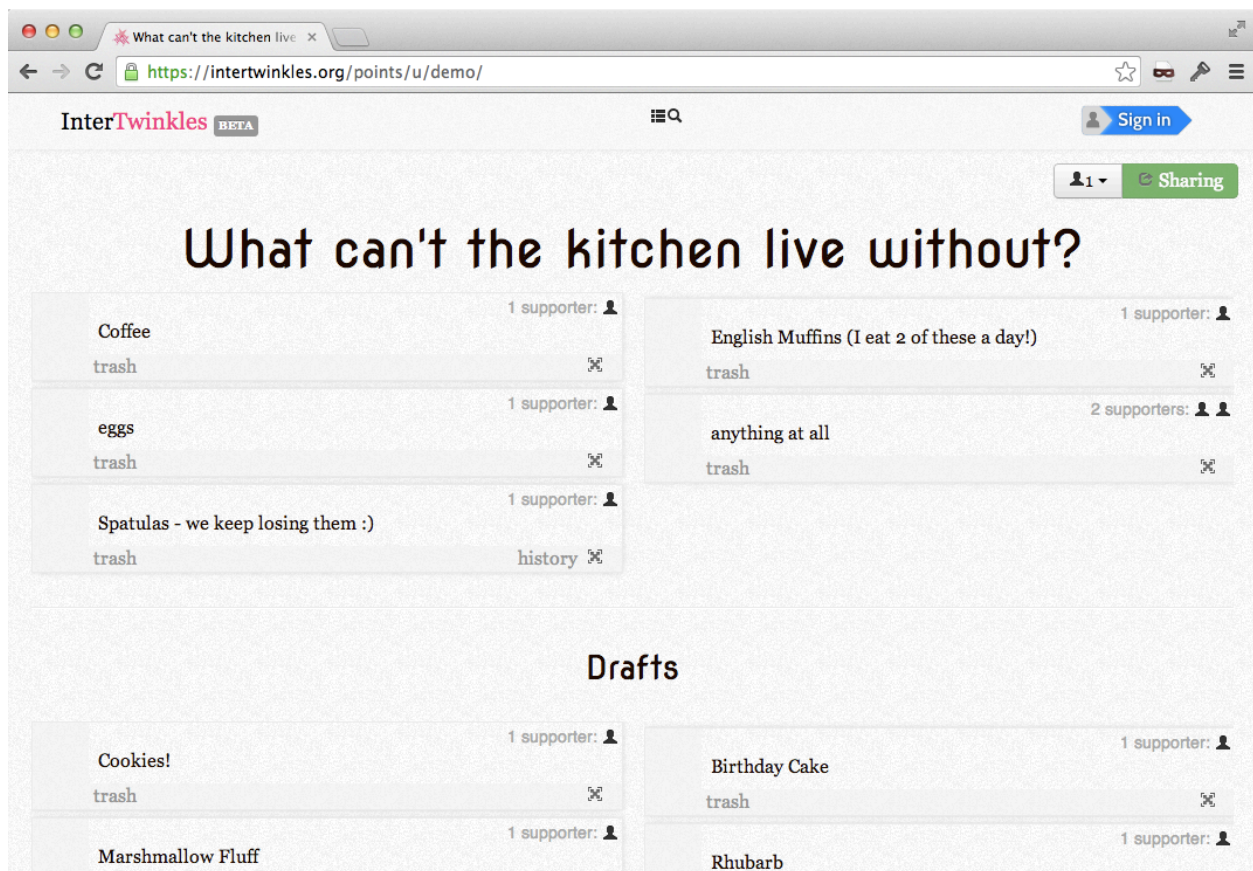 What can't the kitchen live
https://intertwinkles.org/points/u/demo/
InterTwinkles BETA
Sign in
1
Sharing
What can't the kitchen live without?
1 supporter:
Coffee
trash
1 supporter:
English Muffins (I eat 2 of these a day!)
trash
1 supporter:
eggs
trash
2 supporters:
anything at all
trash
1 supporter:
Spatulas - we keep losing them :)
trash history
Drafts
1 supporter:
Cookies!
trash
1 supporter:
Birthday Cake
trash
1 supporter:
Marshmallow Fluff
1 supporter:
Rhubarb